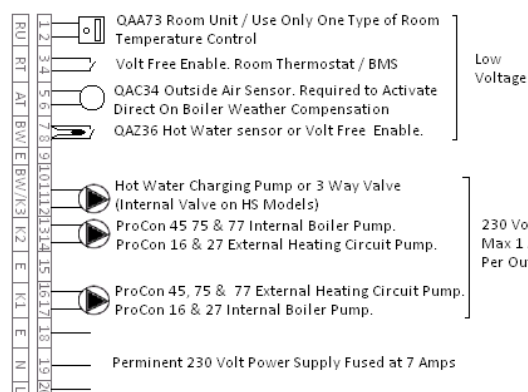 RU
1
2
QAA73 Room Unit / Use Only One Type of Room
Temperature Control
RT
3
4
Volt Free Enable. Room Thermostat / BMS
Low
Voltage
AT
5
6
QAC34 Outside Air Sensor. Required to Activate
Direct On Boiler Weather Compensation
BW
7
8
QAZ36 Hot Water sensor or Volt Free Enable.
E
9
10
BW/K3
11
12
Hot Water Charging Pump or 3 Way Valve
(Internal Valve on HS Models)
K2
13
14
ProCon 45 75 & 77 Internal Boiler Pump.
ProCon 16 & 27 External Heating Circuit Pump.
230 Vo
Max 1
Per Ou
E
15
K1
16
17
ProCon 45, 75 & 77 External Heating Circuit Pump.
ProCon 16 & 27 Internal Boiler Pump.
E
18
N
19
Perminent 230 Volt Power Supply Fused at 7 Amps
L
20